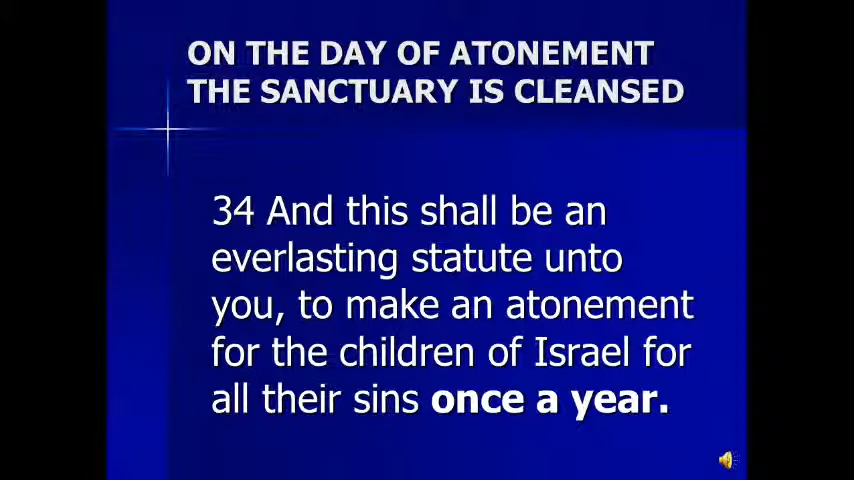 ON THE DAY OF ATONEMENT
THE SANCTUARY IS CLEANSED
34 And this shall be an
everlasting statute unto
you, to make an atonement
for the children of Israel for
all their sins once a year.